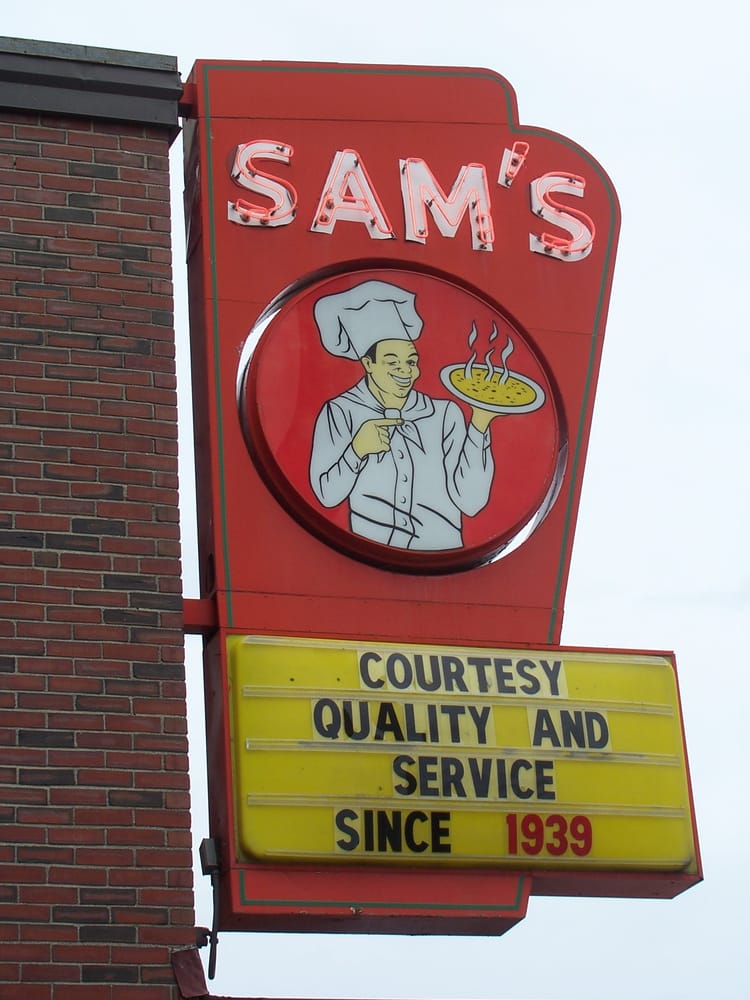 SAM'S
COURTESY
QUALITY AND
SERVICE
SINCE 1939